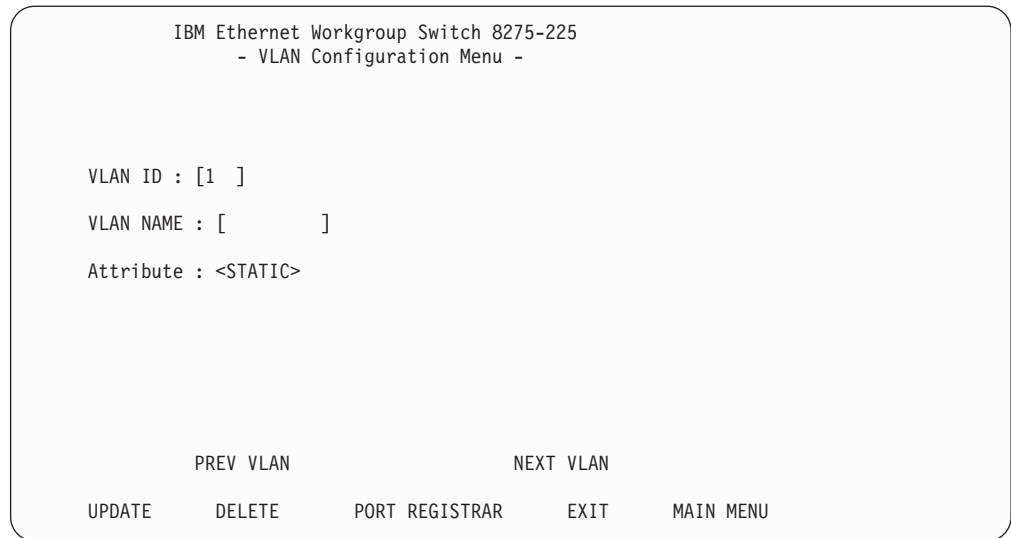 IBM Ethernet Workgroup Switch 8275-225
- VLAN Configuration Menu -
VLAN ID : [1  ]
VLAN NAME : [         ]
Attribute : <STATIC>
PREV VLAN NEXT VLAN
UPDATE DELETE PORT REGISTRAR EXIT MAIN MENU